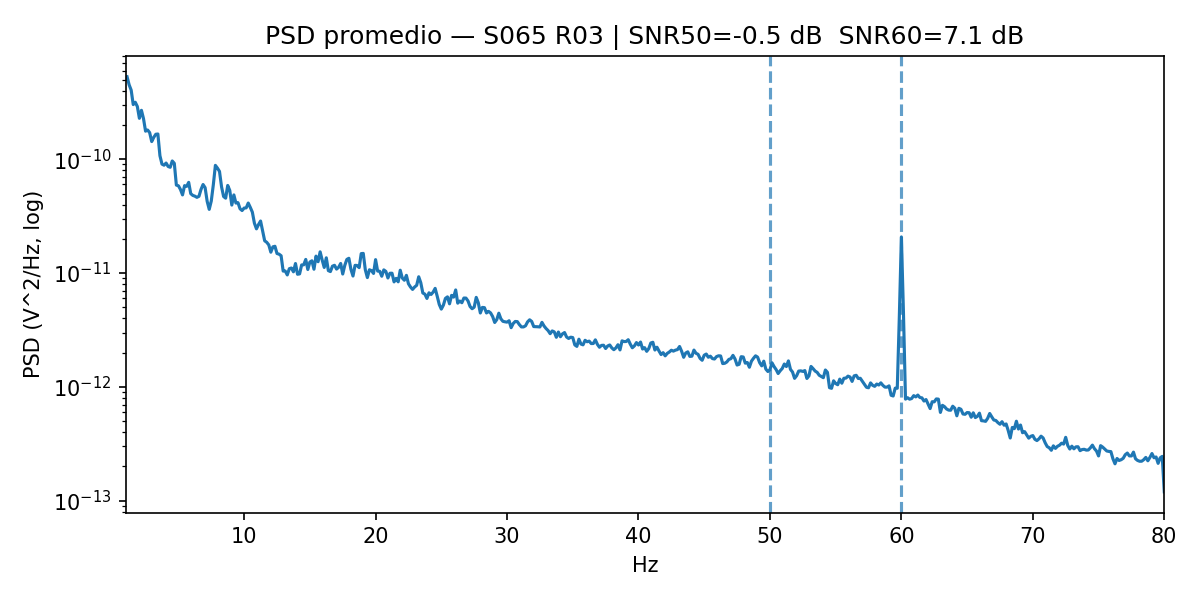 PSD promedio — S065 R03 | SNR50=-0.5 dB  SNR60=7.1 dB
PSD (V^2/Hz, log)
10⁻¹⁰
10⁻¹¹
10⁻¹²
10⁻¹³
10 20 30 40 50 60 70 80
Hz